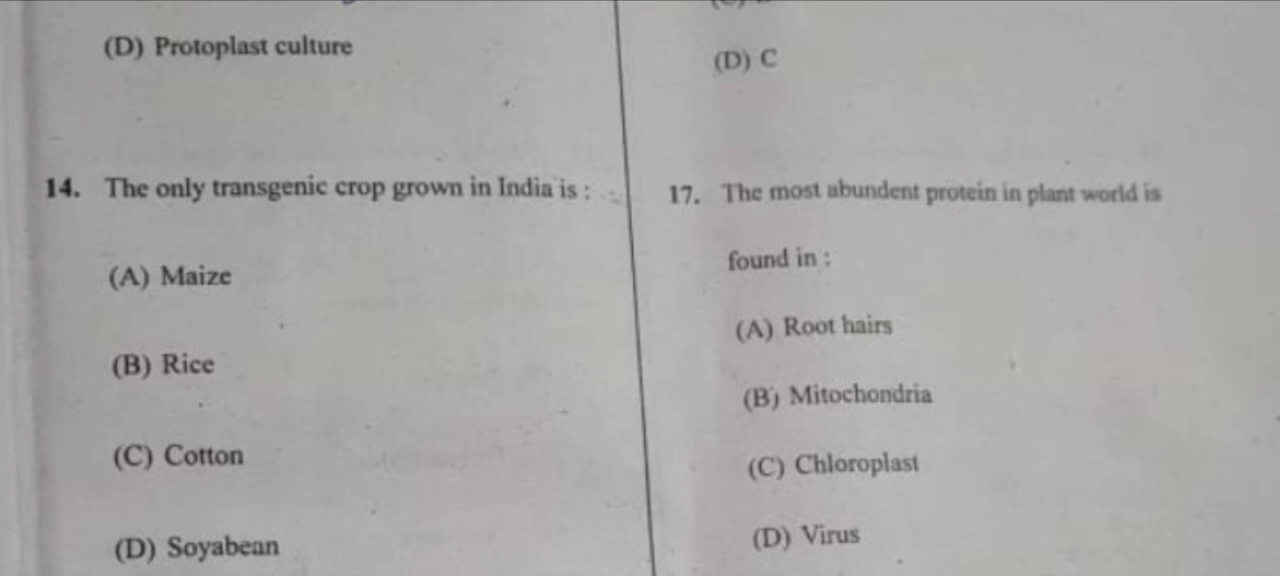 (D) Protoplast culture
14. The only transgenic crop grown in India is :
(A) Maize
(B) Rice
(C) Cotton
(D) Soyabean
(D) C
17. The most abundent protein in plant world is
found in :
(A) Root hairs
(B) Mitochondria
(C) Chloroplast
(D) Virus